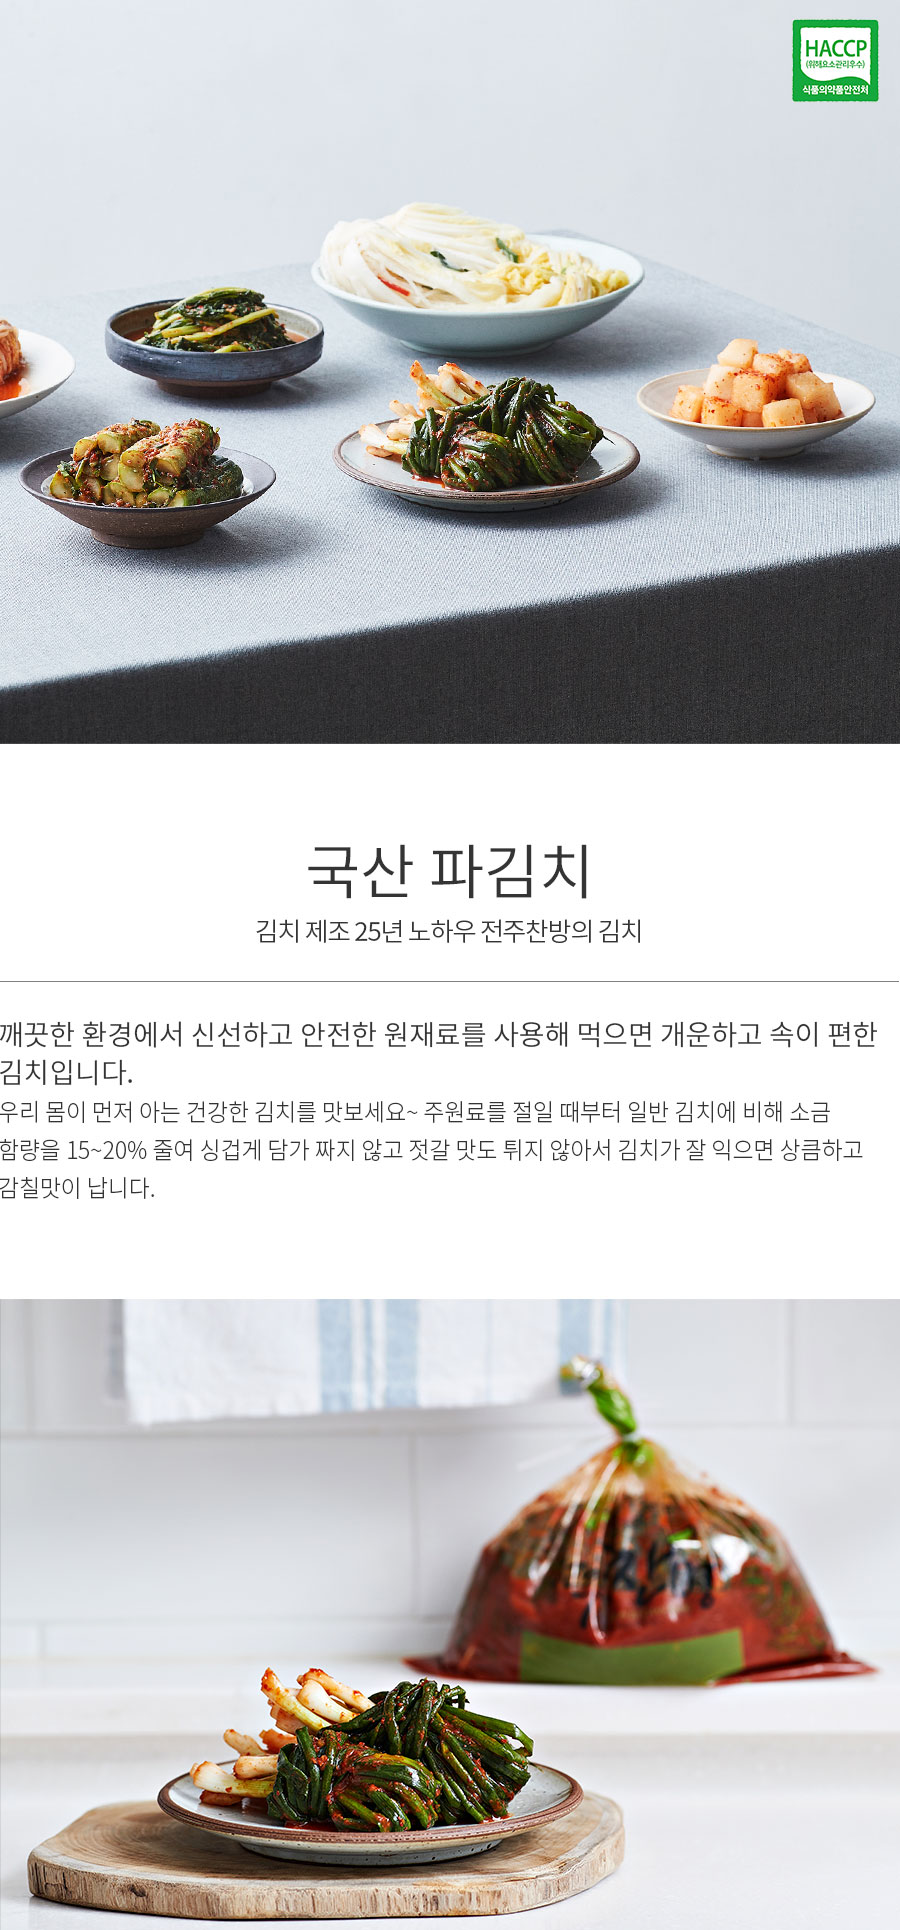 HACCP
(위해요소관리우수)
식품의약품안전처
국산 파김치
김치 제조 25년 노하우 전주찬방의 김치
깨끗한 환경에서 신선하고 안전한 원재료를 사용해 먹으면 개운하고 속이 편한
김치입니다.
우리 몸이 먼저 아는 건강한 김치를 맛보세요~ 주원료를 절일 때부터 일반 김치에 비해 소금
함량을 15~20% 줄여 싱겁게 담가 짜지 않고 젓갈 맛도 튀지 않아서 김치가 잘 익으면 상큼하고
감칠맛이 납니다.